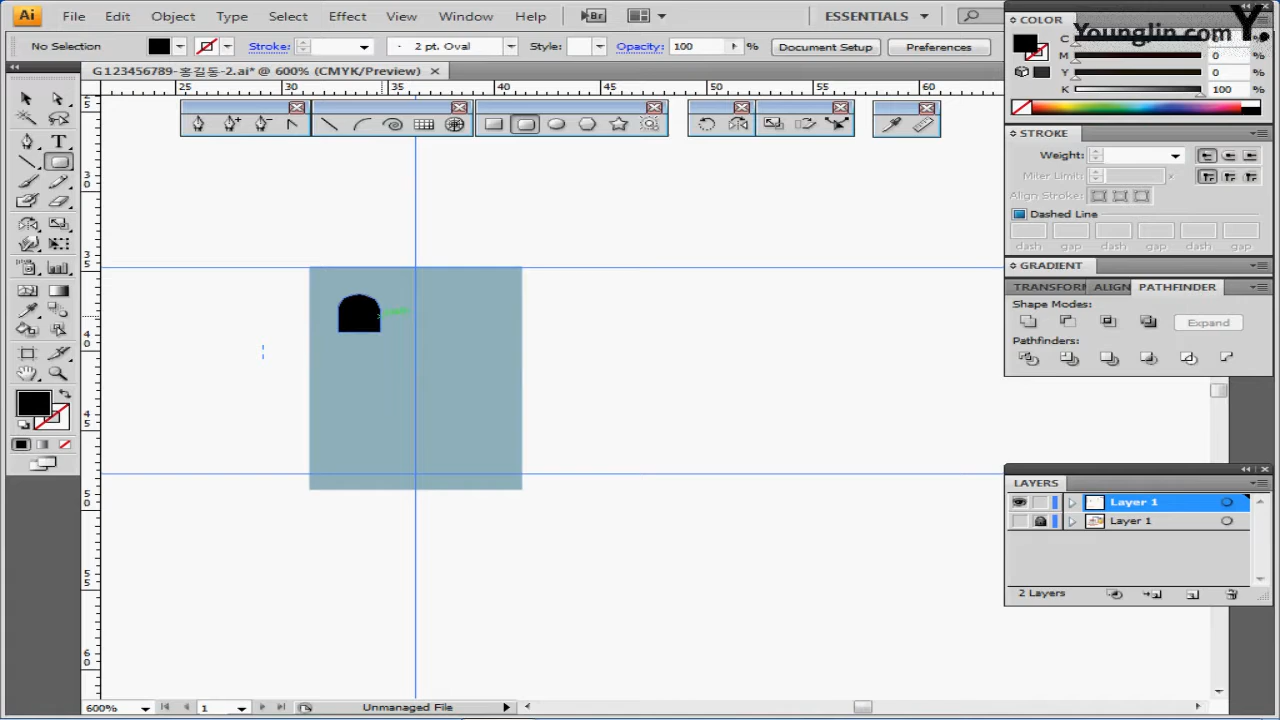 Ai File Edit Object Type Select Effect View Window Help Br ESSENTIALS
COLOR
Younglin.com Y.
No Selection Stroke: 2 pt. Oval Style: Opacity: 100 % Document Setup Preferences
C %
M 0 %
Y 0 %
K 100 %
G123456789-홍길동-2.ai* @ 600% (CMYK/Preview)
25 30 35 40 45 50 55 60
STROKE
Weight:
Miter Limit: x
Align Stroke:
Dashed Line
dash gap dash gap dash gap
GRADIENT
TRANSFORM ALIGN PATHFINDER
Shape Modes:
Expand
Pathfinders:
LAYERS
Layer 1
Layer 1
2 Layers
600% 1 Unmanaged File